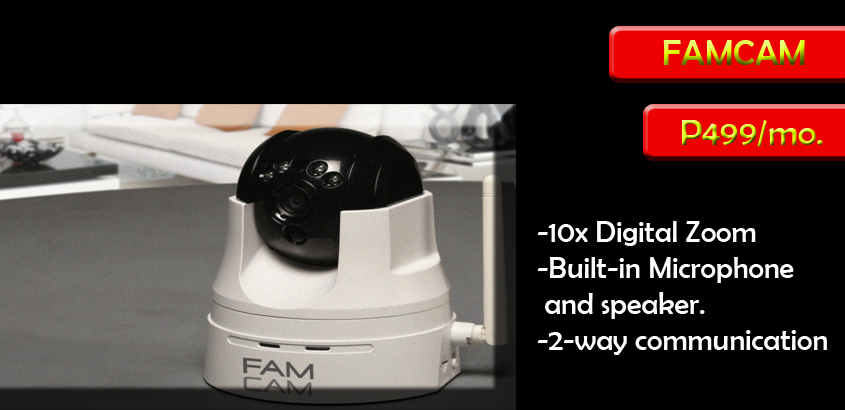 FAMCAM
P499/mo.
-10x Digital Zoom
-Built-in Microphone
and speaker.
-2-way communication
FAM
CAM